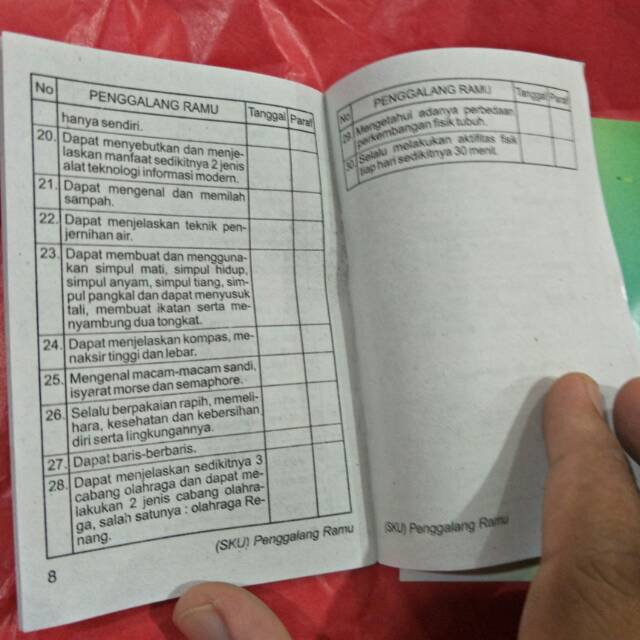 No PENGGALANG RAMU Tanggal Paraf
hanya sendiri.
20. Dapat menyebutkan dan menje-
laskan manfaat sedikitnya 2 jenis
alat teknologi informasi modern.
21. Dapat mengenal dan memilah
sampah.
22. Dapat menjelaskan teknik pen-
jernihan air.
23. Dapat membuat dan mengguna-
kan simpul mati, simpul hidup,
simpul anyam, simpul tiang, sim-
pul pangkal dan dapat menyusuk
tali, membuat ikatan serta me-
nyambung dua tongkat.
24. Dapat menjelaskan kompas, me-
naksir tinggi dan lebar.
25. Mengenal macam-macam sandi,
isyarat morse dan semaphore.
26. Selalu berpakaian rapih, memeli-
hara, kesehatan dan kebersihan
diri serta lingkungannya.
27. Dapat baris-berbaris.
28. Dapat menjelaskan sedikitnya 3
cabang olahraga dan dapat me-
lakukan 2 jenis cabang olahra-
ga, salah satunya : olahraga Re-
nang.
(SKU) Penggalang Ramu
8
No PENGGALANG RAMU Tanggal Paraf
29. Mengetahui adanya perbedaan
perkembangan fisik tubuh.
30. Selalu melakukan aktifitas fisik
tiap hari sedikitnya 30 menit.
(SKU) Penggalang Ramu